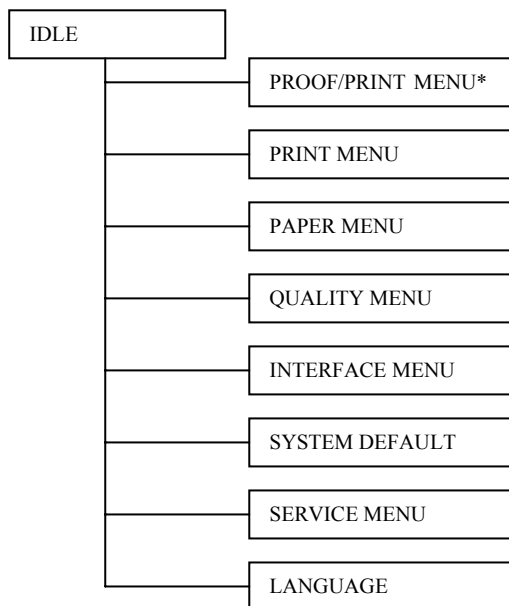 IDLE
PROOF/PRINT MENU*
PRINT MENU
PAPER MENU
QUALITY MENU
INTERFACE MENU
SYSTEM DEFAULT
SERVICE MENU
LANGUAGE